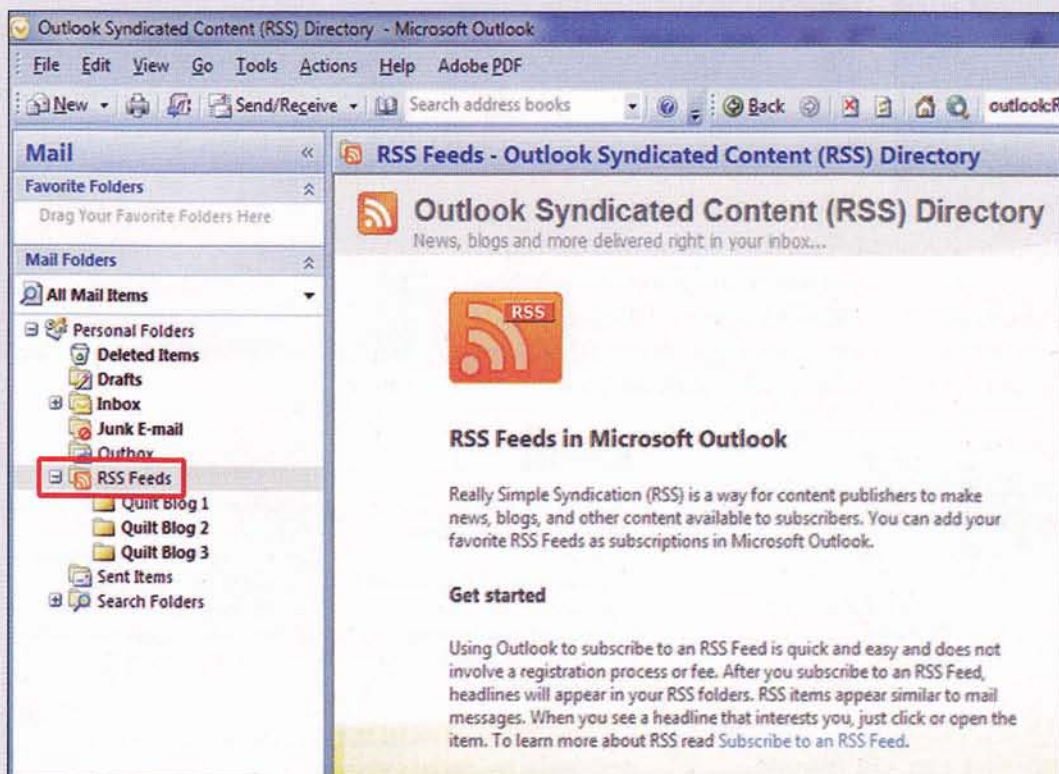 Outlook Syndicated Content (RSS) Directory - Microsoft Outlook
File Edit View Go Tools Actions Help Adobe PDF
New Send/Receive Search address books Back outlook:R
Mail «
RSS Feeds - Outlook Syndicated Content (RSS) Directory
Favorite Folders
Drag Your Favorite Folders Here
Outlook Syndicated Content (RSS) Directory
News, blogs and more delivered right in your inbox...
Mail Folders
All Mail Items
Personal Folders
Deleted Items
Drafts
Inbox
Junk E-mail
Outbox
RSS Feeds
Quilt Blog 1
Quilt Blog 2
Quilt Blog 3
Sent Items
Search Folders
RSS
RSS Feeds in Microsoft Outlook
Really Simple Syndication (RSS) is a way for content publishers to make
news, blogs, and other content available to subscribers. You can add your
favorite RSS Feeds as subscriptions in Microsoft Outlook.
Get started
Using Outlook to subscribe to an RSS Feed is quick and easy and does not
involve a registration process or fee. After you subscribe to an RSS Feed,
headlines will appear in your RSS folders. RSS items appear similar to mail
messages. When you see a headline that interests you, just click or open the
item. To learn more about RSS read Subscribe to an RSS Feed.